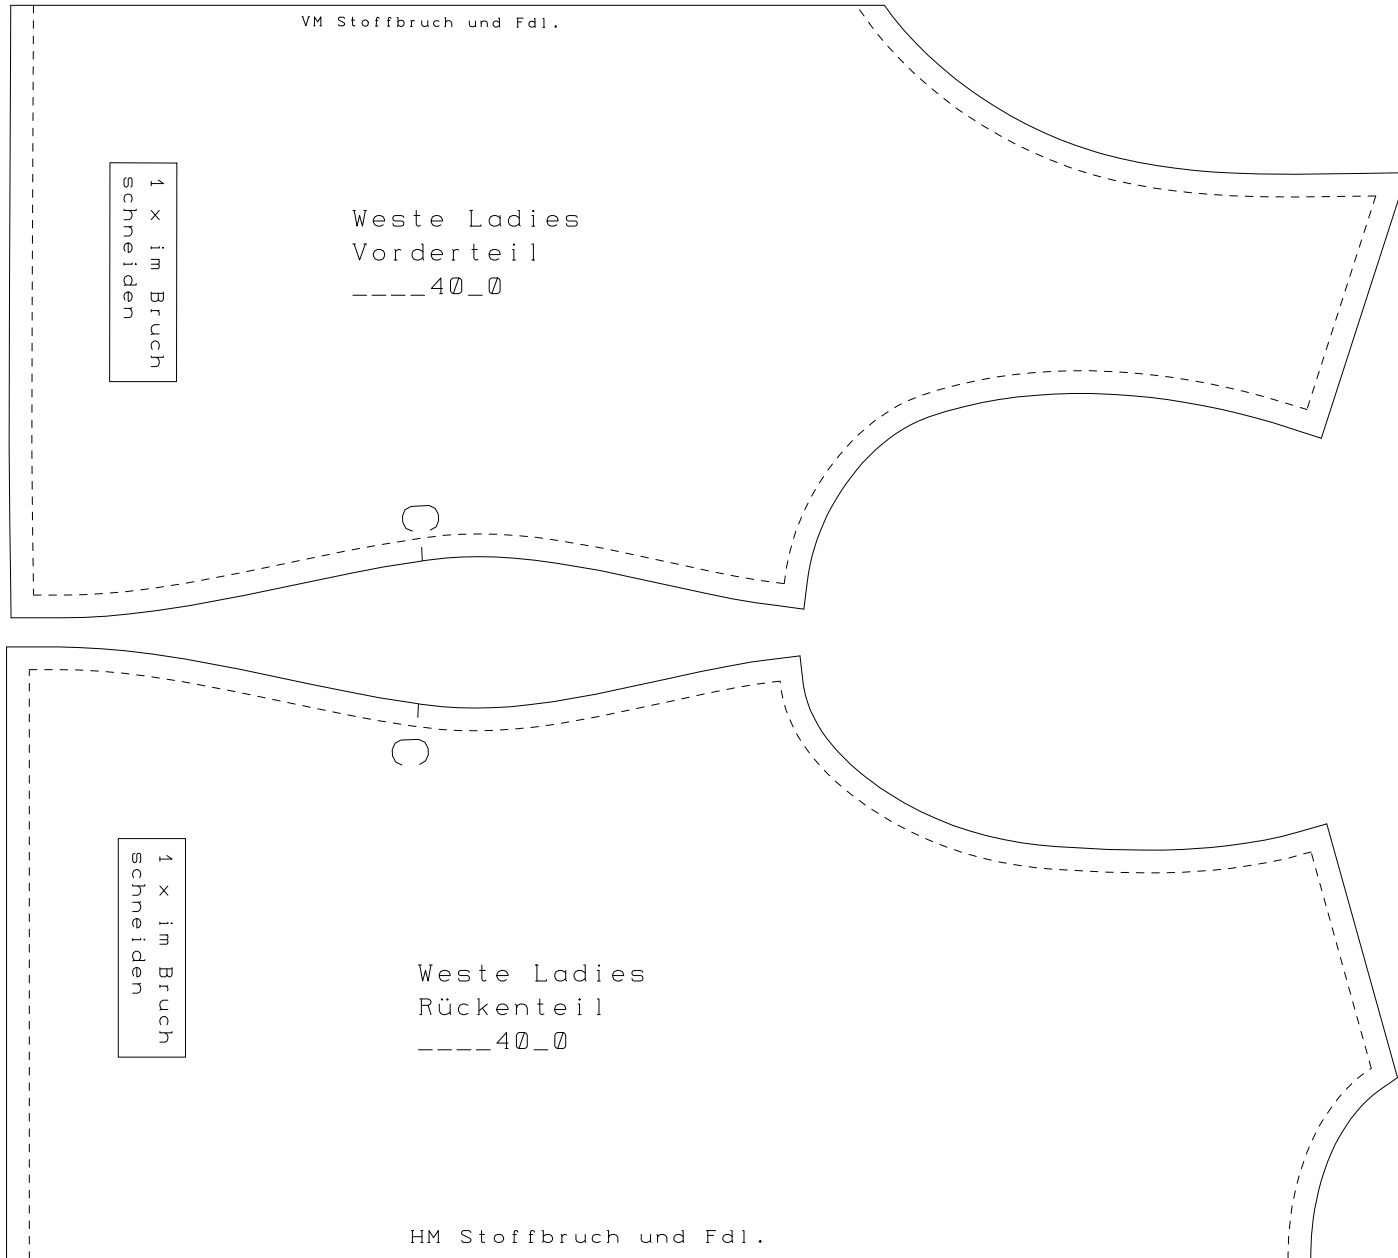 VM Stoffbruch und Fdl.
1 x im Bruch
schneiden
Weste Ladies
Vorderteil
____40_0
1 x im Bruch
schneiden
Weste Ladies
Rückenteil
____40_0
HM Stoffbruch und Fdl.